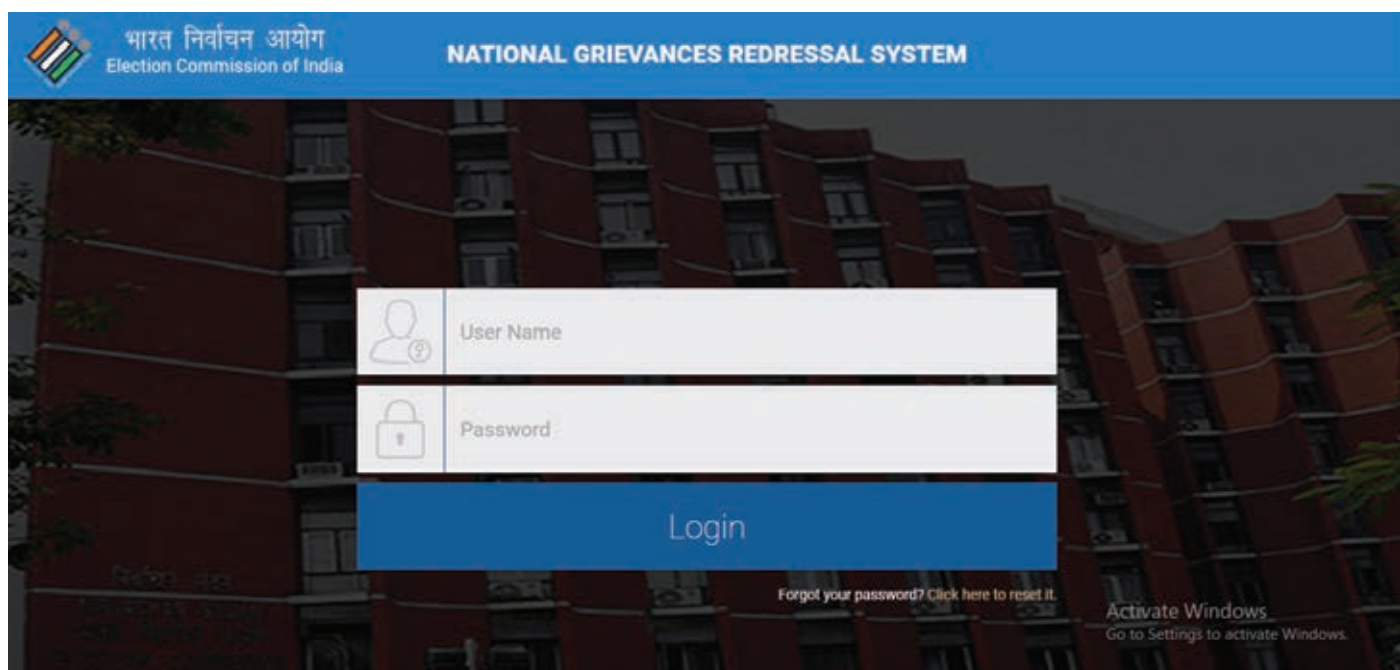 भारत निर्वाचन आयोग
Election Commission of India
NATIONAL GRIEVANCES REDRESSAL SYSTEM
User Name
Password
Login
Forgot your password? Click here to reset it.
Activate Windows
Go to Settings to activate Windows.